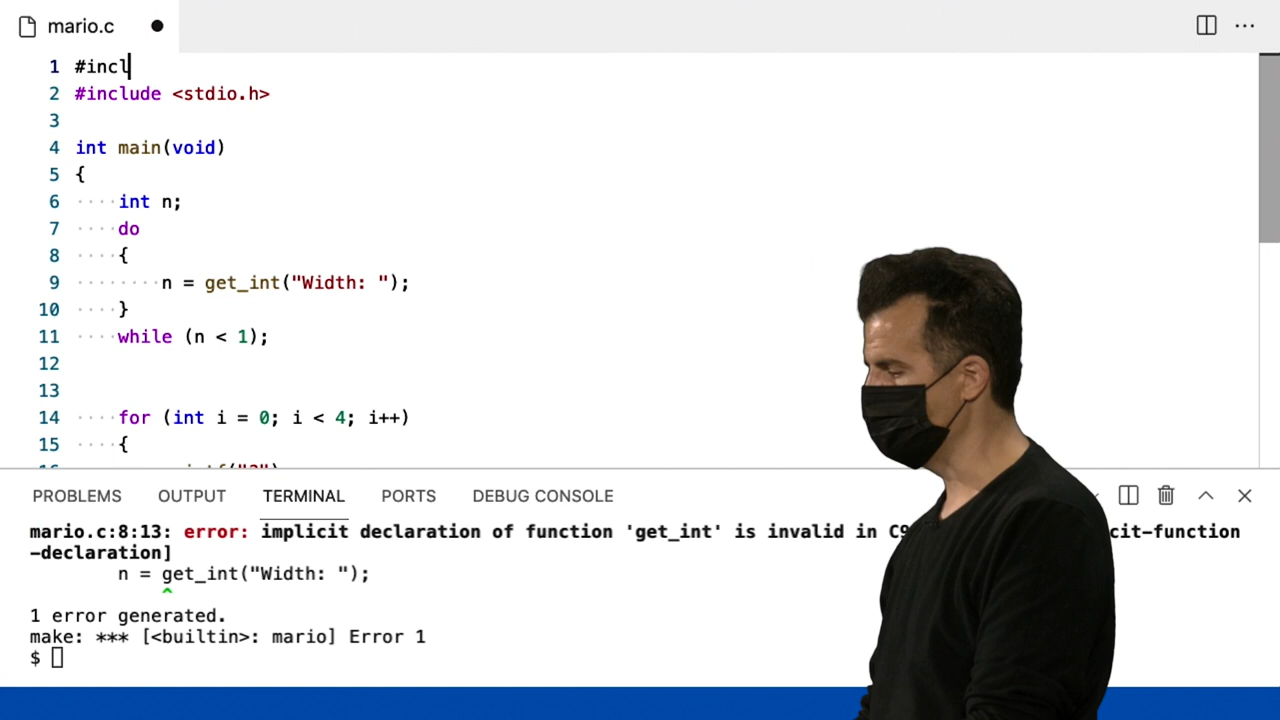 mario.c
1 #incl
2 #include <stdio.h>
3
4 int main(void)
5 {
6 ····int n;
7 ····do
8 ····{
9 ········n = get_int("Width: ");
10 ····}
11 ····while (n < 1);
12
13
14 ····for (int i = 0; i < 4; i++)
15 ····{
PROBLEMS OUTPUT TERMINAL PORTS DEBUG CONSOLE
mario.c:8:13: error: implicit declaration of function 'get_int' is invalid in C9 cit-function
-declaration]
n = get_int("Width: ");
^
1 error generated.
make: *** [<builtin>: mario] Error 1
$